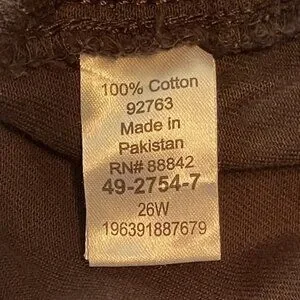 100% Cotton
92763
Made in
Pakistan
RN# 88842
49-2754-7
26W
196391887679